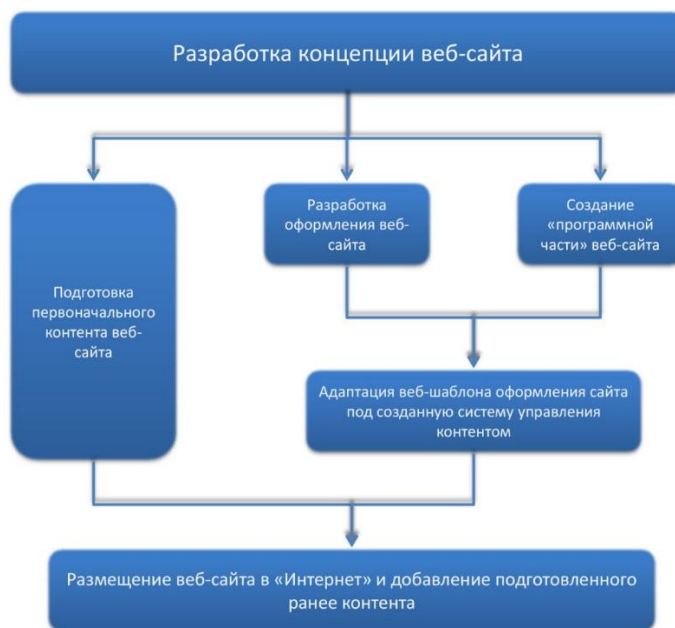 Разработка концепции веб-сайта
Подготовка
первоначального
контента веб-
сайта
Разработка
оформления веб-
сайта
Создание
«программной
части» веб-сайта
Адаптация веб-шаблона оформления сайта
под созданную систему управления
контентом
Размещение веб-сайта в «Интернет» и добавление подготовленного
ранее контента